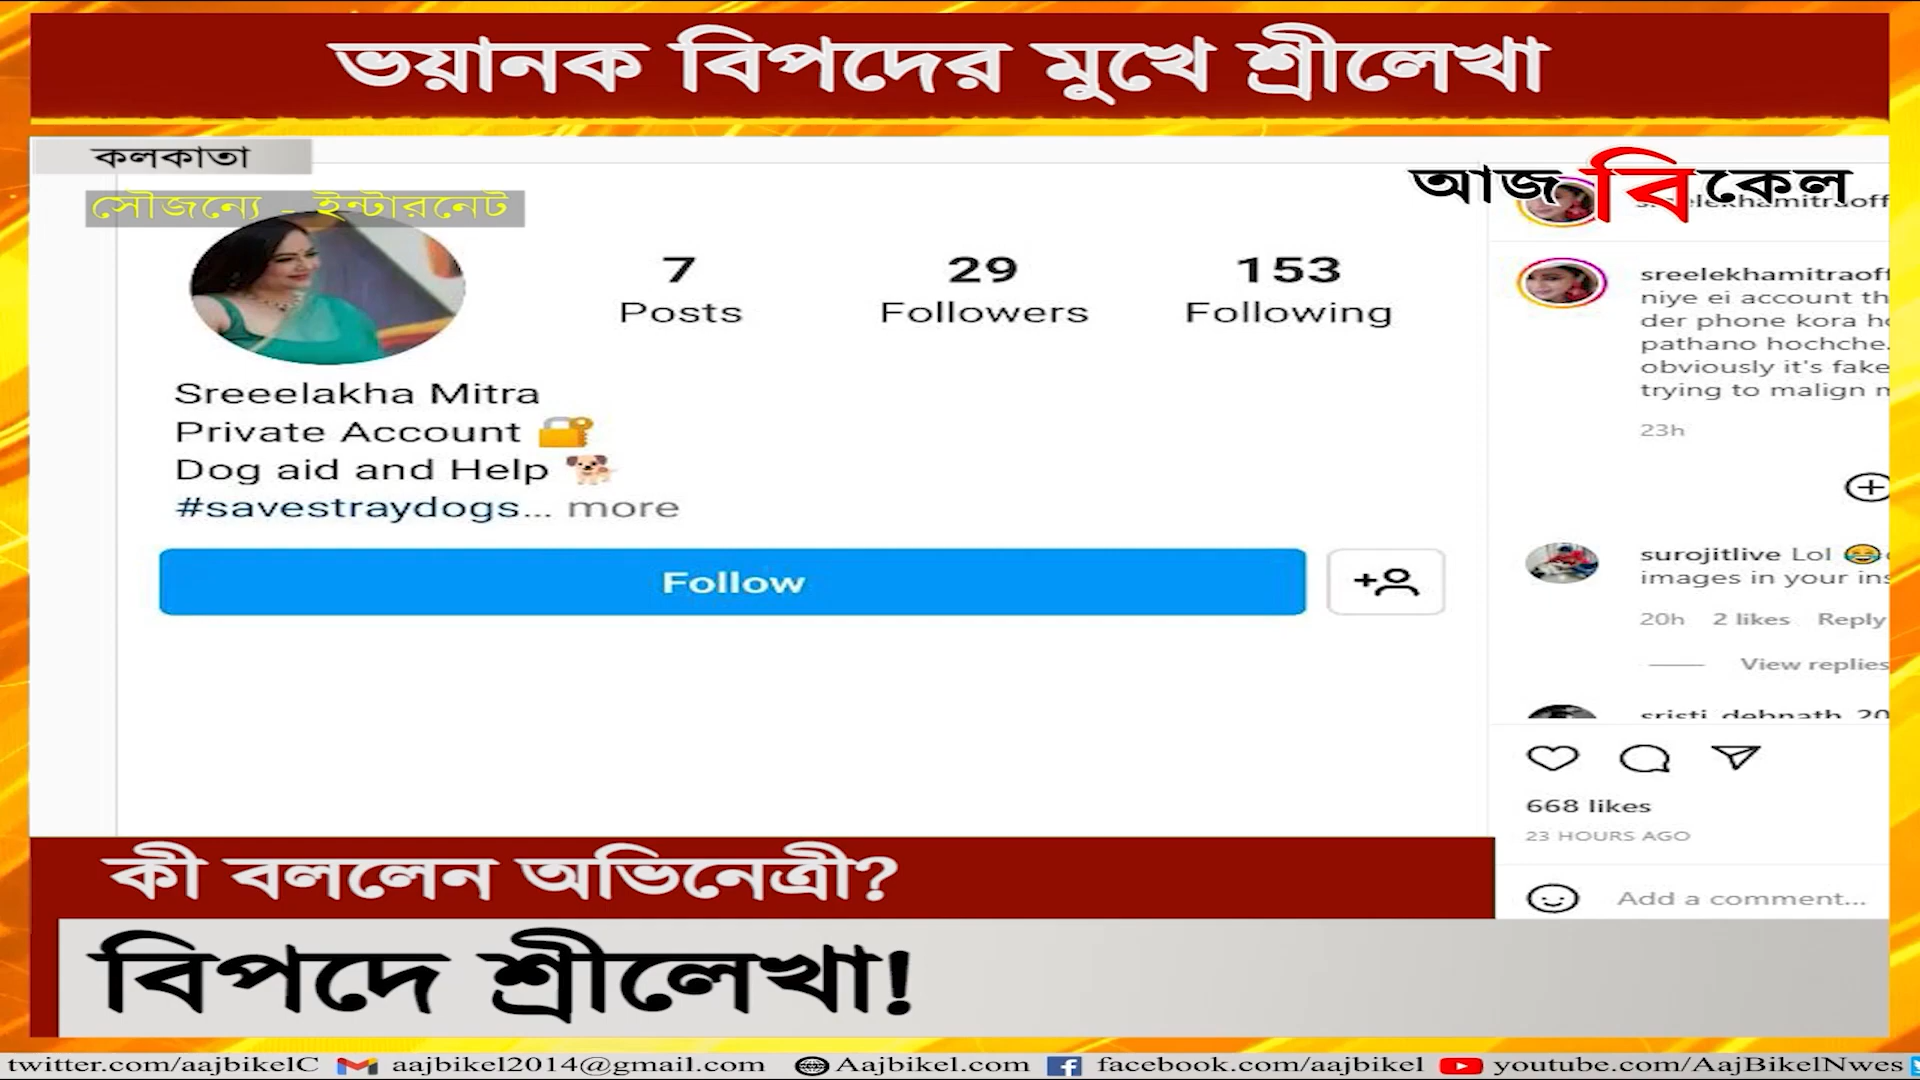 ভয়ানক বিপদের মুখে শ্রীলেখা
কলকাতা
সৌজন্যে - ইন্টারনেট
আজ বিকেল
7
Posts
29
Followers
153
Following
Sreeelakha Mitra
Private Account
Dog aid and Help
#savestraydogs... more
Follow
sreelekhamitraoff
niye ei account th
der phone kora h
pathano hochche.
obviously it's fake
trying to malign
23h
surojitlive Lol
images in your ins
20h 2 likes Reply
View replies
sristi_debnath_20
668 likes
23 HOURS AGO
Add a comment...
কী বললেন অভিনেত্রী?
বিপদে শ্রীলেখা!
twitter.com/aajbikelC aajbikel2014@gmail.com Aajbikel.com facebook.com/aajbikel youtube.com/AajBikelNwes